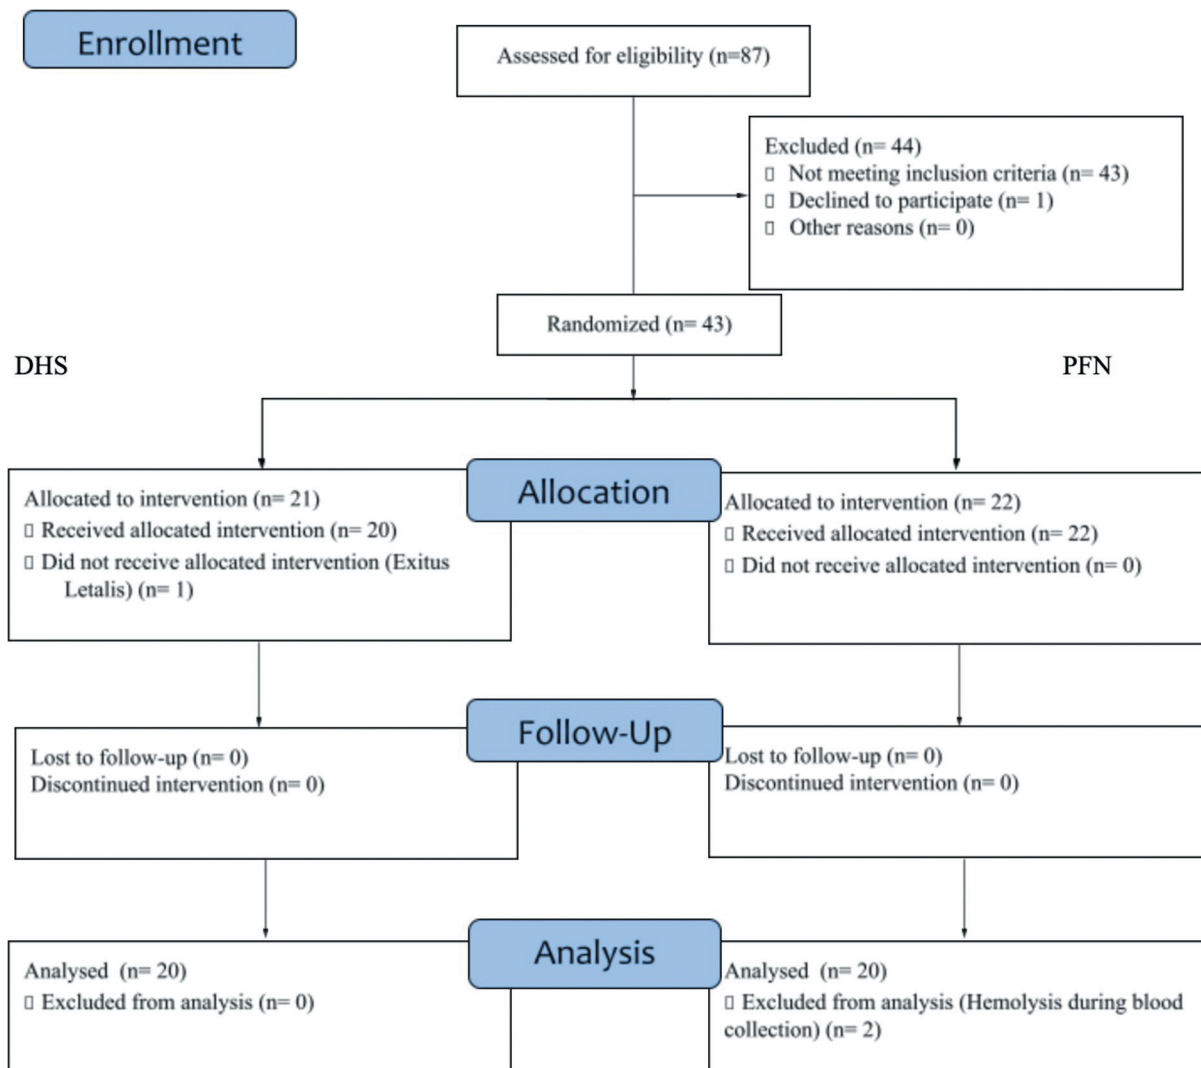 Enrollment
Assessed for eligibility (n=87)
Excluded (n= 44)
▯ Not meeting inclusion criteria (n= 43)
▯ Declined to participate (n= 1)
▯ Other reasons (n= 0)
Randomized (n= 43)
DHS
PFN
Allocation
Allocated to intervention (n= 21)
▯ Received allocated intervention (n= 20)
▯ Did not receive allocated intervention (Exitus
Letalis) (n= 1)
Allocated to intervention (n= 22)
▯ Received allocated intervention (n= 22)
▯ Did not receive allocated intervention (n= 0)
Follow-Up
Lost to follow-up (n= 0)
Discontinued intervention (n= 0)
Lost to follow-up (n= 0)
Discontinued intervention (n= 0)
Analysis
Analysed (n= 20)
▯ Excluded from analysis (n= 0)
Analysed (n= 20)
▯ Excluded from analysis (Hemolysis during blood
collection) (n= 2)